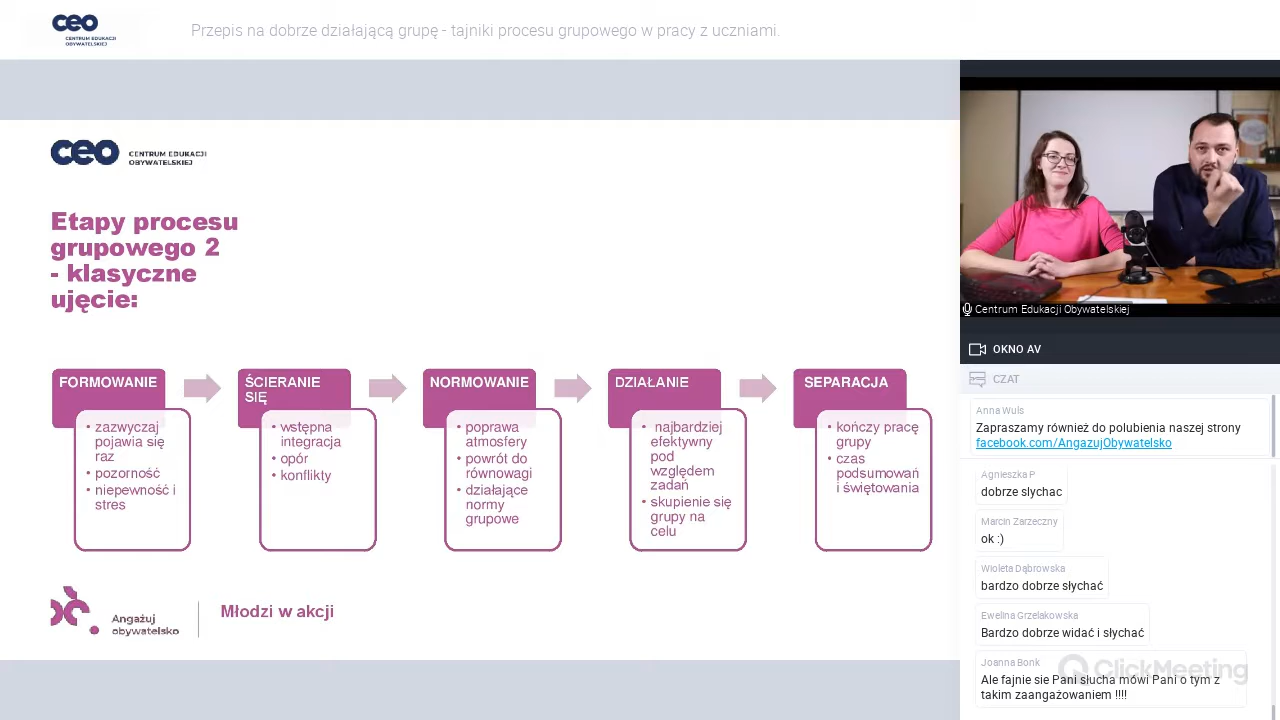 ceo
CENTRUM EDUKACJI
OBYWATELSKIEJ
Przepis na dobrze działającą grupę - tajniki procesu grupowego w pracy z uczniami.
ceo
CENTRUM EDUKACJI
OBYWATELSKIEJ
Etapy procesu
grupowego 2
- klasyczne
ujęcie:
FORMOWANIE
• zazwyczaj
pojawia się
raz
• pozorność
• niepewność i
stres
ŚCIERANIE
SIĘ
• wstępna
integracja
• opór
• konflikty
NORMOWANIE
• poprawa
atmosfery
• powrót do
równowagi
• działające
normy
grupowe
DZIAŁANIE
• najbardziej
efektywny
pod
względem
zadań
• skupienie się
grupy na
celu
SEPARACJA
• kończy pracę
grupy
• czas
podsumowań
i świętowania
Angażuj
obywatelsko
Młodzi w akcji
Centrum Edukacji Obywatelskiej
OKNO AV
CZAT
Anna Wuls
Zapraszamy również do polubienia naszej strony
facebook.com/AngazujObywatelsko
Agnieszka P
dobrze slychac
Marcin Zarzeczny
ok :)
Wioleta Dąbrowska
bardzo dobrze słychać
Ewelina Grzelakowska
Bardzo dobrze widać i słychać
Joanna Bonk
Ale fajnie sie Pani słucha mówi Pani o tym z
takim zaangażowaniem !!!!
ClickMeeting